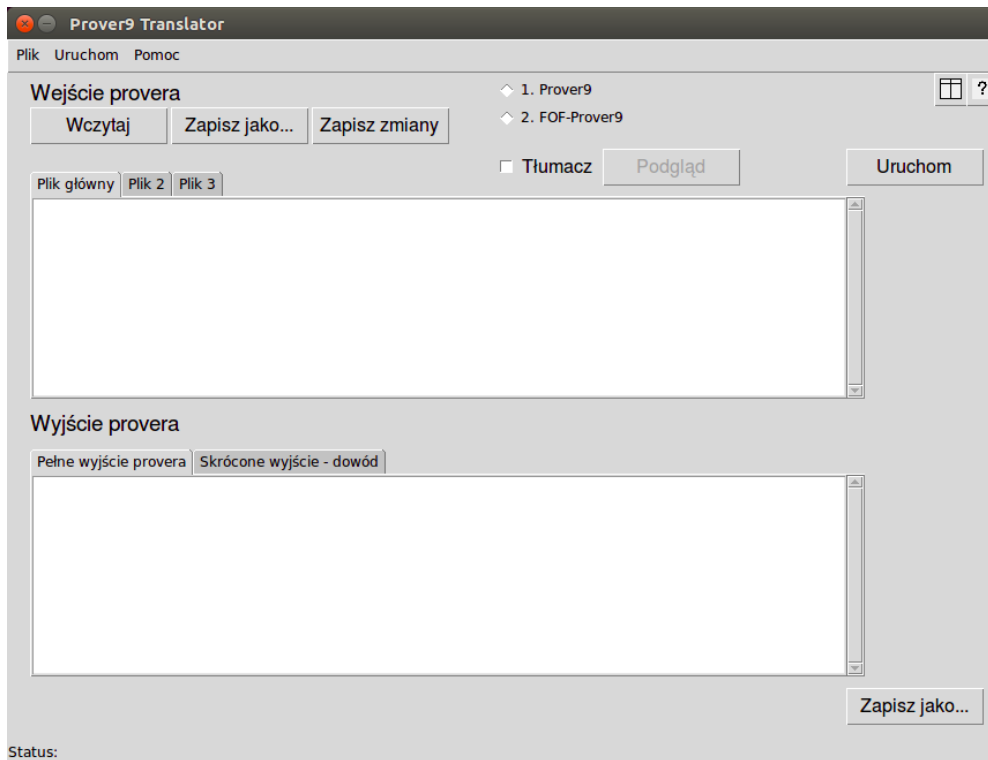 Prover9 Translator
Plik Uruchom Pomoc
Wejście provera
Wczytaj Zapisz jako... Zapisz zmiany
1. Prover9
2. FOF-Prover9
?
Tłumacz Podgląd Uruchom
Plik główny Plik 2 Plik 3
Wyjście provera
Pełne wyjście provera Skrócone wyjście - dowód
Zapisz jako...
Status: